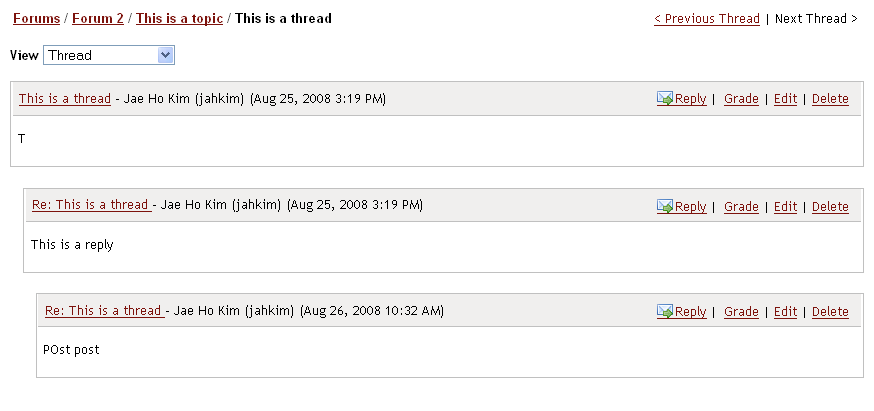 Forums / Forum 2 / This is a topic / This is a thread < Previous Thread | Next Thread >
View Thread
This is a thread - Jae Ho Kim (jahkim) (Aug 25, 2008 3:19 PM) Reply | Grade | Edit | Delete
T
Re: This is a thread - Jae Ho Kim (jahkim) (Aug 25, 2008 3:19 PM) Reply | Grade | Edit | Delete
This is a reply
Re: This is a thread - Jae Ho Kim (jahkim) (Aug 26, 2008 10:32 AM) Reply | Grade | Edit | Delete
POst post